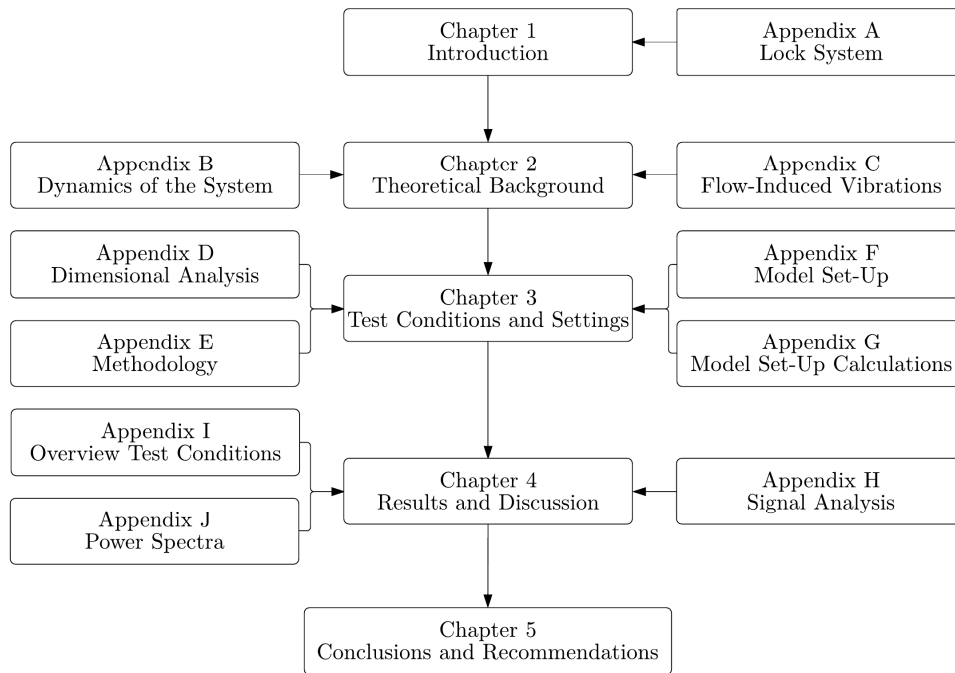 Chapter 1
Introduction
Appendix A
Lock System
Appendix B
Dynamics of the System
Chapter 2
Theoretical Background
Appendix C
Flow-Induced Vibrations
Appendix D
Dimensional Analysis
Appendix E
Methodology
Chapter 3
Test Conditions and Settings
Appendix F
Model Set-Up
Appendix G
Model Set-Up Calculations
Appendix I
Overview Test Conditions
Appendix J
Power Spectra
Chapter 4
Results and Discussion
Appendix H
Signal Analysis
Chapter 5
Conclusions and Recommendations